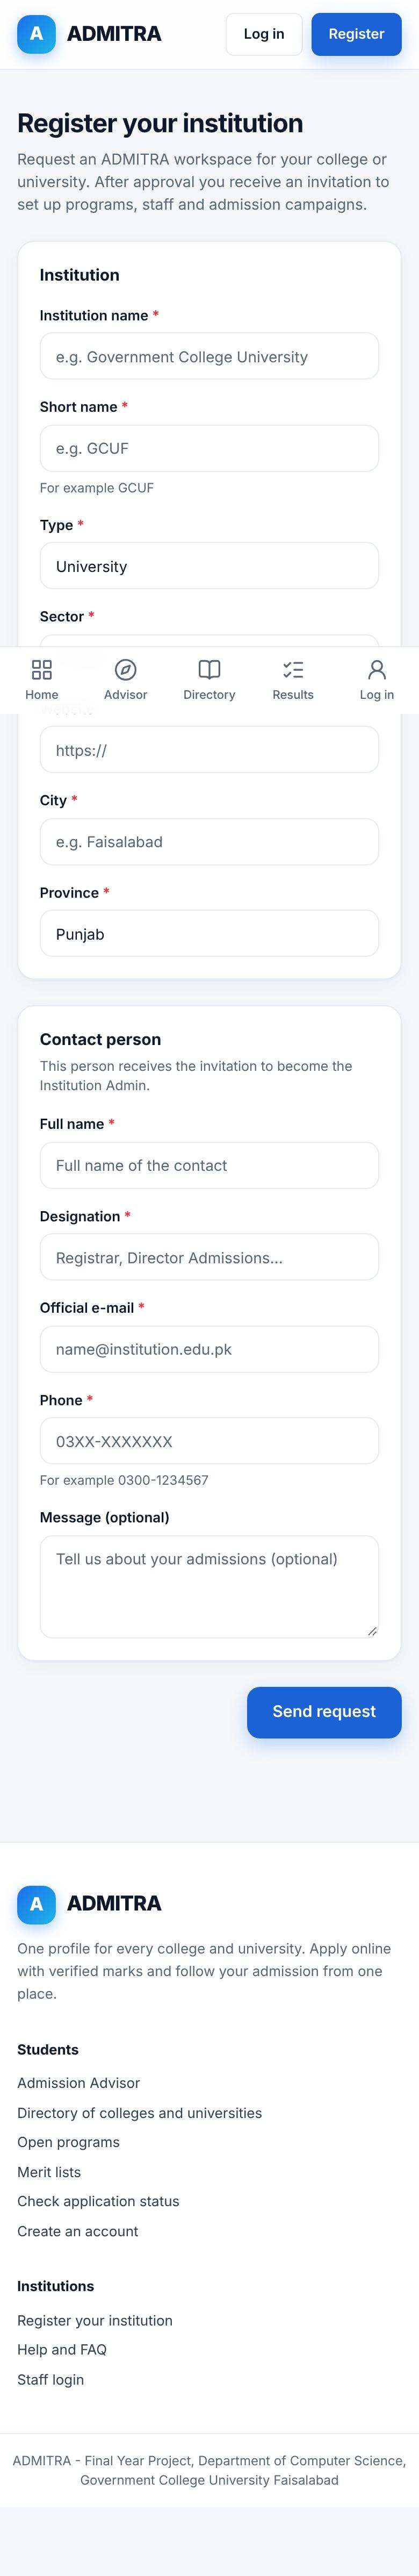 A ADMITRA Log in Register
Register your institution
Request an ADMITRA workspace for your college or
university. After approval you receive an invitation to
set up programs, staff and admission campaigns.
Institution
Institution name *
e.g. Government College University
Short name *
e.g. GCUF
For example GCUF
Type *
University
Sector *
Home Advisor Directory Results Log in
https://
City *
e.g. Faisalabad
Province *
Punjab
Contact person
This person receives the invitation to become the
Institution Admin.
Full name *
Full name of the contact
Designation *
Registrar, Director Admissions...
Official e-mail *
name@institution.edu.pk
Phone *
03XX-XXXXXXX
For example 0300-1234567
Message (optional)
Tell us about your admissions (optional)
Send request
A ADMITRA
One profile for every college and university. Apply online
with verified marks and follow your admission from one
place.
Students
Admission Advisor
Directory of colleges and universities
Open programs
Merit lists
Check application status
Create an account
Institutions
Register your institution
Help and FAQ
Staff login
ADMITRA - Final Year Project, Department of Computer Science,
Government College University Faisalabad